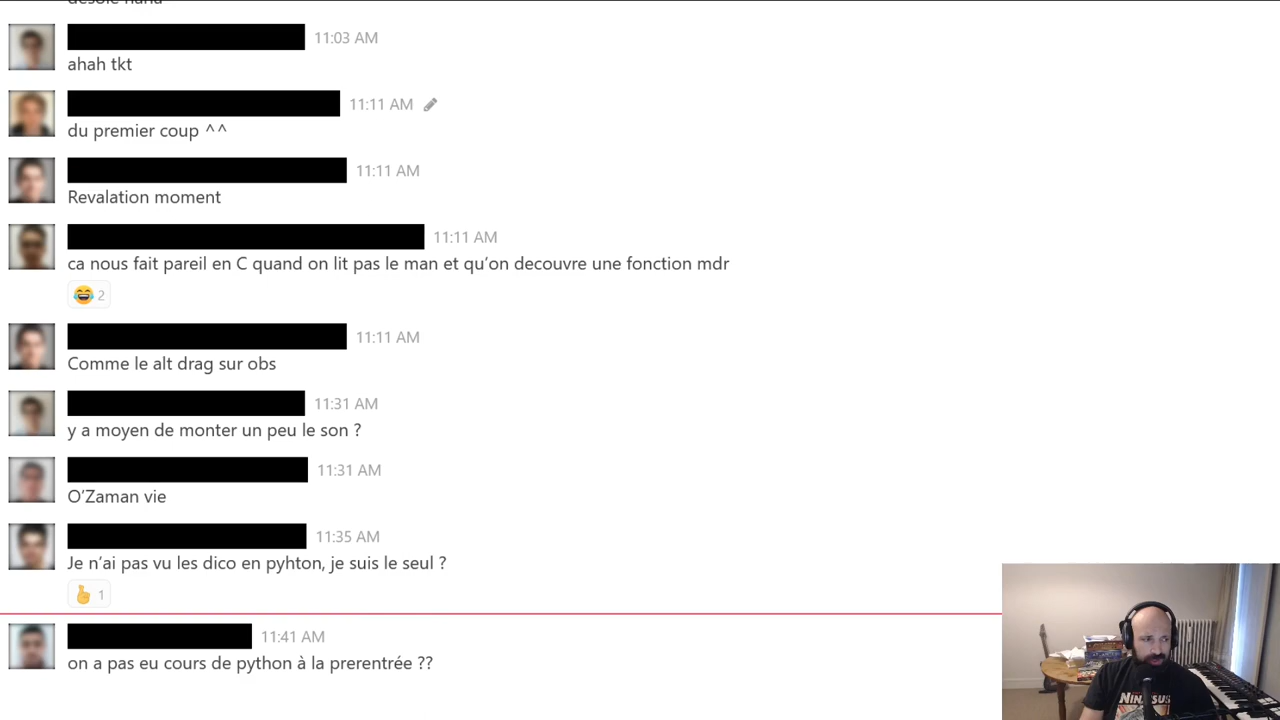 désolé haha
11:03 AM
ahah tkt
11:11 AM
du premier coup ^^
11:11 AM
Revalation moment
11:11 AM
ca nous fait pareil en C quand on lit pas le man et qu’on decouvre une fonction mdr
😂 2
11:11 AM
Comme le alt drag sur obs
11:31 AM
y a moyen de monter un peu le son ?
11:31 AM
O’Zaman vie
11:35 AM
Je n’ai pas vu les dico en pyhton, je suis le seul ?
👍 1
11:41 AM
on a pas eu cours de python à la prerentrée ??